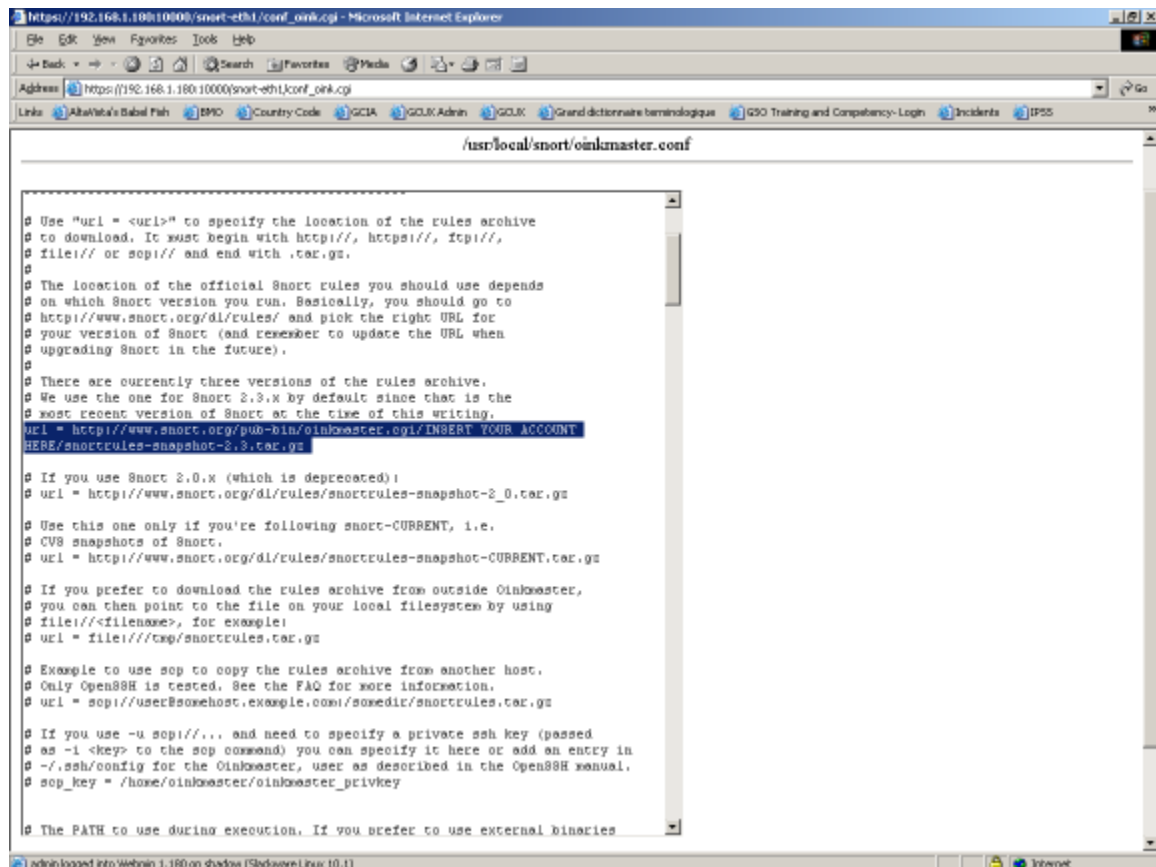 https://192.168.1.180:10000/snort-eth1/conf_oink.cgi - Microsoft Internet Explorer
File Edit View Favorites Tools Help
Back Search Favorites Media
Address https://192.168.1.180:10000/snort-eth1/conf_oink.cgi Go
Links AltaVista's Babel Fish BMO Country Code GCIA GCUX Admin GCUX Grand dictionnaire terminologique GSO Training and Competency- Login Incidents IPSS
/usr/local/snort/oinkmaster.conf
# Use "url = <url>" to specify the location of the rules archive
# to download. It must begin with http://, https://, ftp://,
# file:// or scp:// and end with .tar.gz.
#
# The location of the official Snort rules you should use depends
# on which Snort version you run. Basically, you should go to
# http://www.snort.org/dl/rules/ and pick the right URL for
# your version of Snort (and remember to update the URL when
# upgrading Snort in the future).
#
# There are currently three versions of the rules archive.
# We use the one for Snort 2.3.x by default since that is the
# most recent version of Snort at the time of this writing.
url = http://www.snort.org/pub-bin/oinkmaster.cgi/INSERT YOUR ACCOUNT
HERE/snortrules-snapshot-2.3.tar.gz
# If you use Snort 2.0.x (which is deprecated):
# url = http://www.snort.org/dl/rules/snortrules-snapshot-2_0.tar.gz
# Use this one only if you're following snort-CURRENT, i.e.
# CVS snapshots of Snort.
# url = http://www.snort.org/dl/rules/snortrules-snapshot-CURRENT.tar.gz
# If you prefer to download the rules archive from outside Oinkmaster,
# you can then point to the file on your local filesystem by using
# file://<filename>, for example:
# url = file:///tmp/snortrules.tar.gz
# Example to use scp to copy the rules archive from another host.
# Only OpenSSH is tested. See the FAQ for more information.
# url = scp://user@somehost.example.com:/somedir/snortrules.tar.gz
# If you use -u scp://... and need to specify a private ssh key (passed
# as -i <key> to the scp command) you can specify it here or add an entry in
# ~/.ssh/config for the Oinkmaster, user as described in the OpenSSH manual.
# scp_key = /home/oinkmaster/oinkmaster_privkey
# The PATH to use during execution. If you prefer to use external binaries
admin logged into Webmin 1.180 on shadow (Slackware Linux 10.1) Internet